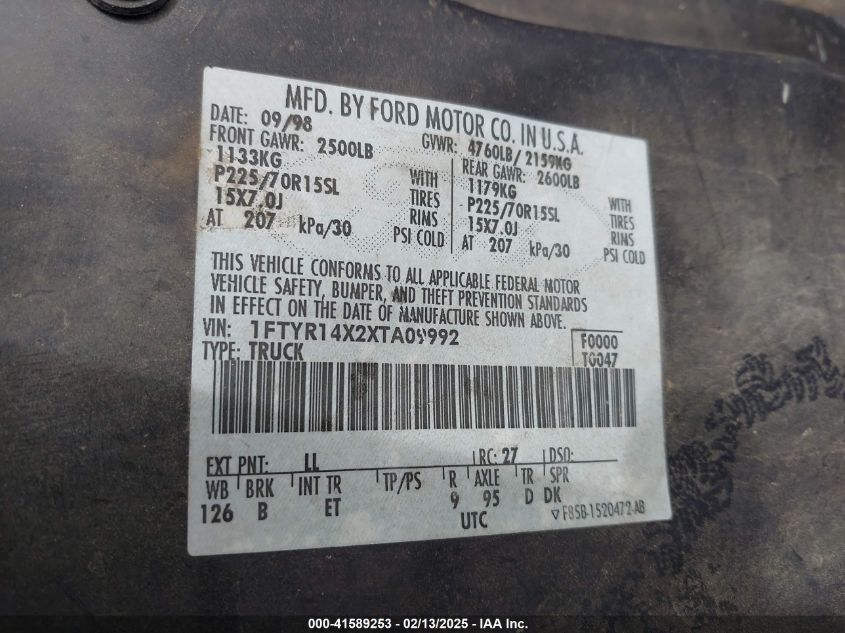 MFD. BY FORD MOTOR CO. IN U.S.A.
DATE: 09/98 GVWR: 4760LB/ 2159KG
FRONT GAWR: 2500LB REAR GAWR: 2600LB
1133KG WITH 1179KG WITH
P225/70R15SL TIRES P225/70R15SL TIRES
15X7.0J RIMS 15X7.0J RIMS
AT 207 kPa/30 PSI COLD AT 207 kPa/30 PSI COLD
THIS VEHICLE CONFORMS TO ALL APPLICABLE FEDERAL MOTOR
VEHICLE SAFETY, BUMPER, AND THEFT PREVENTION STANDARDS
IN EFFECT ON THE DATE OF MANUFACTURE SHOWN ABOVE.
VIN: 1FTYR14X2XTA09992 F0000
TYPE: TRUCK T0047
EXT PNT: LL RC: 27 DSO:
WB BRK INT TR TP/PS R AXLE TR SPR
126 B ET 9 95 D DK
UTC ▽F85B-1520472-AB
000-41589253 - 02/13/2025 - IAA Inc.